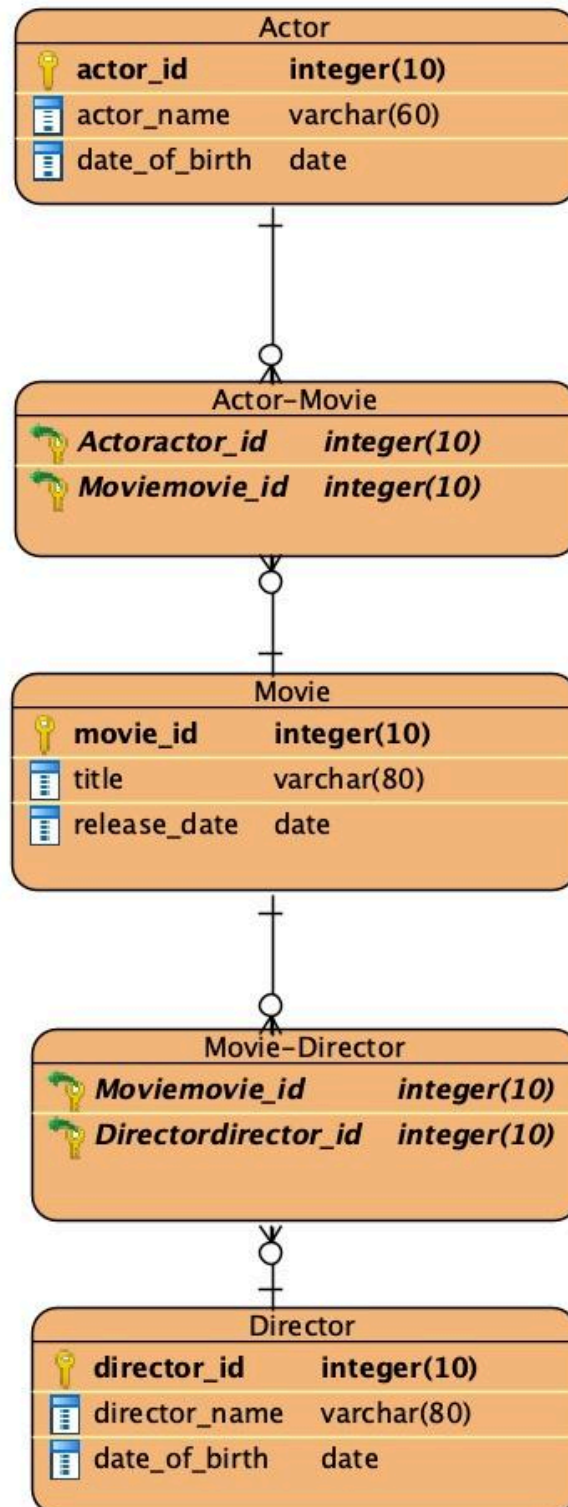 Actor
actor_id integer(10)
actor_name varchar(60)
date_of_birth date
Actor-Movie
Actoractor_id integer(10)
Moviemovie_id integer(10)
Movie
movie_id integer(10)
title varchar(80)
release_date date
Movie-Director
Moviemovie_id integer(10)
Directordirector_id integer(10)
Director
director_id integer(10)
director_name varchar(80)
date_of_birth date